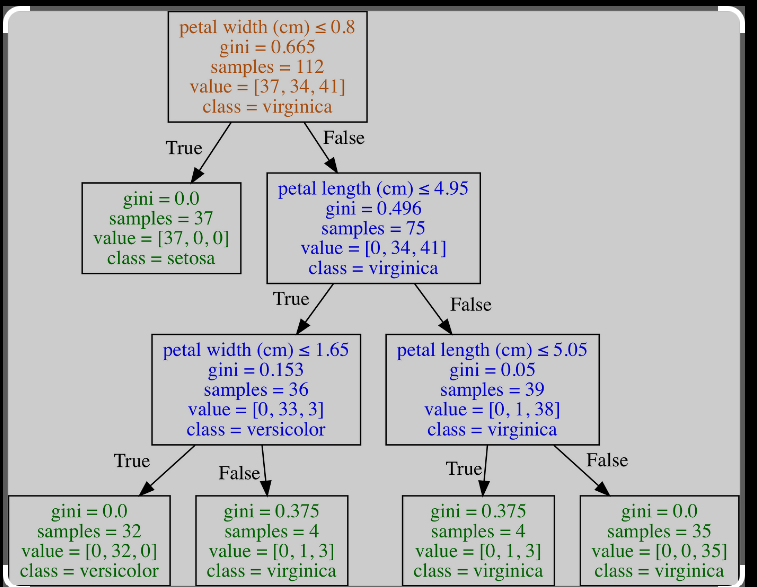 petal width (cm) ≤ 0.8
gini = 0.665
samples = 112
value = [37, 34, 41]
class = virginica
True
False
gini = 0.0
samples = 37
value = [37, 0, 0]
class = setosa
petal length (cm) ≤ 4.95
gini = 0.496
samples = 75
value = [0, 34, 41]
class = virginica
True
False
petal width (cm) ≤ 1.65
gini = 0.153
samples = 36
value = [0, 33, 3]
class = versicolor
petal length (cm) ≤ 5.05
gini = 0.05
samples = 39
value = [0, 1, 38]
class = virginica
True
False
True
False
gini = 0.0
samples = 32
value = [0, 32, 0]
class = versicolor
gini = 0.375
samples = 4
value = [0, 1, 3]
class = virginica
gini = 0.375
samples = 4
value = [0, 1, 3]
class = virginica
gini = 0.0
samples = 35
value = [0, 0, 35]
class = virginica